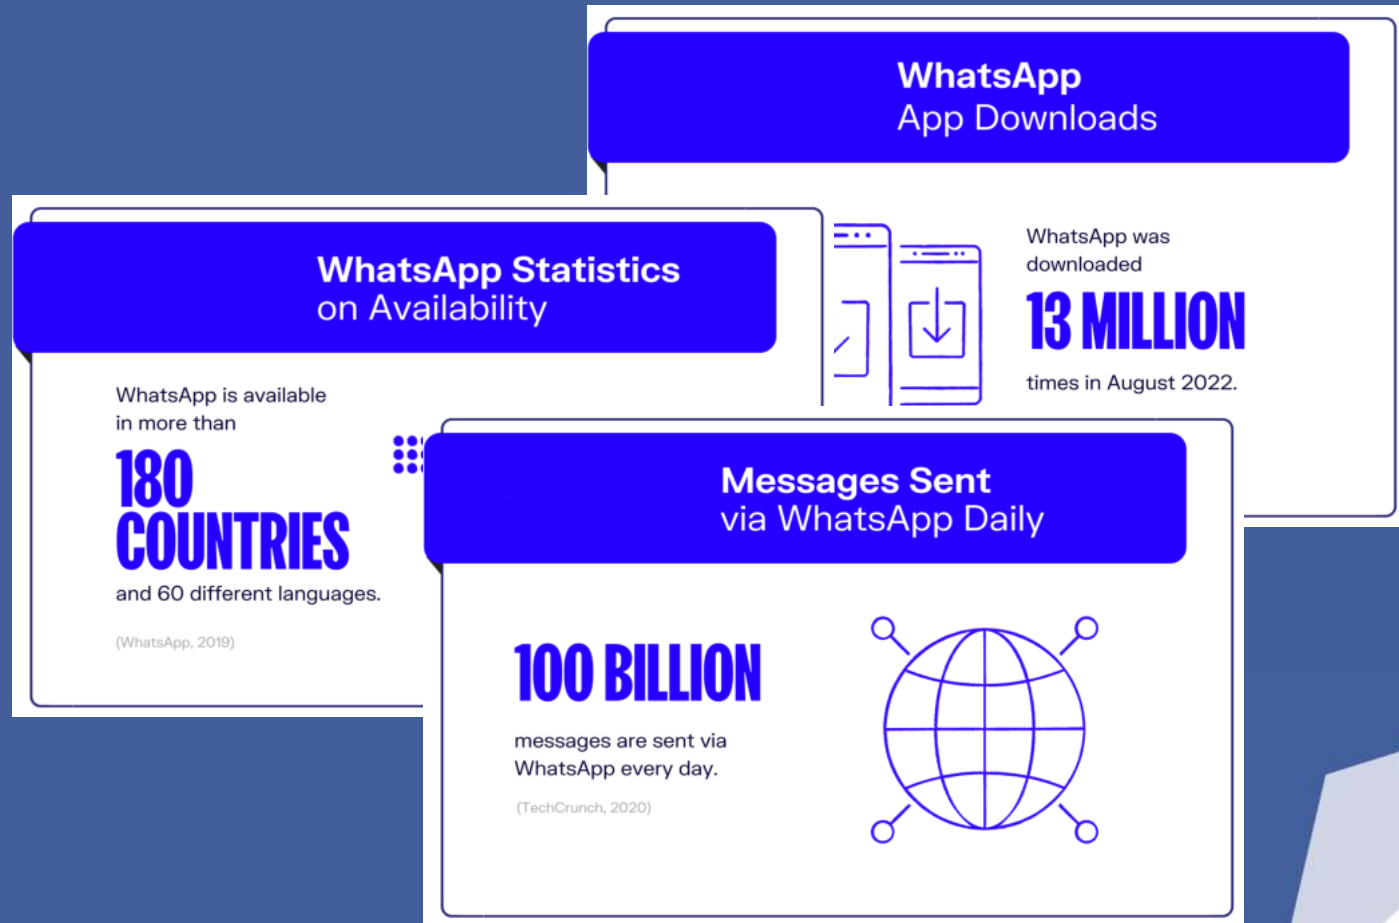 WhatsApp
App Downloads
WhatsApp was
downloaded
13 MILLION
times in August 2022.
WhatsApp Statistics
on Availability
WhatsApp is available
in more than
180
COUNTRIES
and 60 different languages.
(WhatsApp, 2019)
Messages Sent
via WhatsApp Daily
100 BILLION
messages are sent via
WhatsApp every day.
(TechCrunch, 2020)